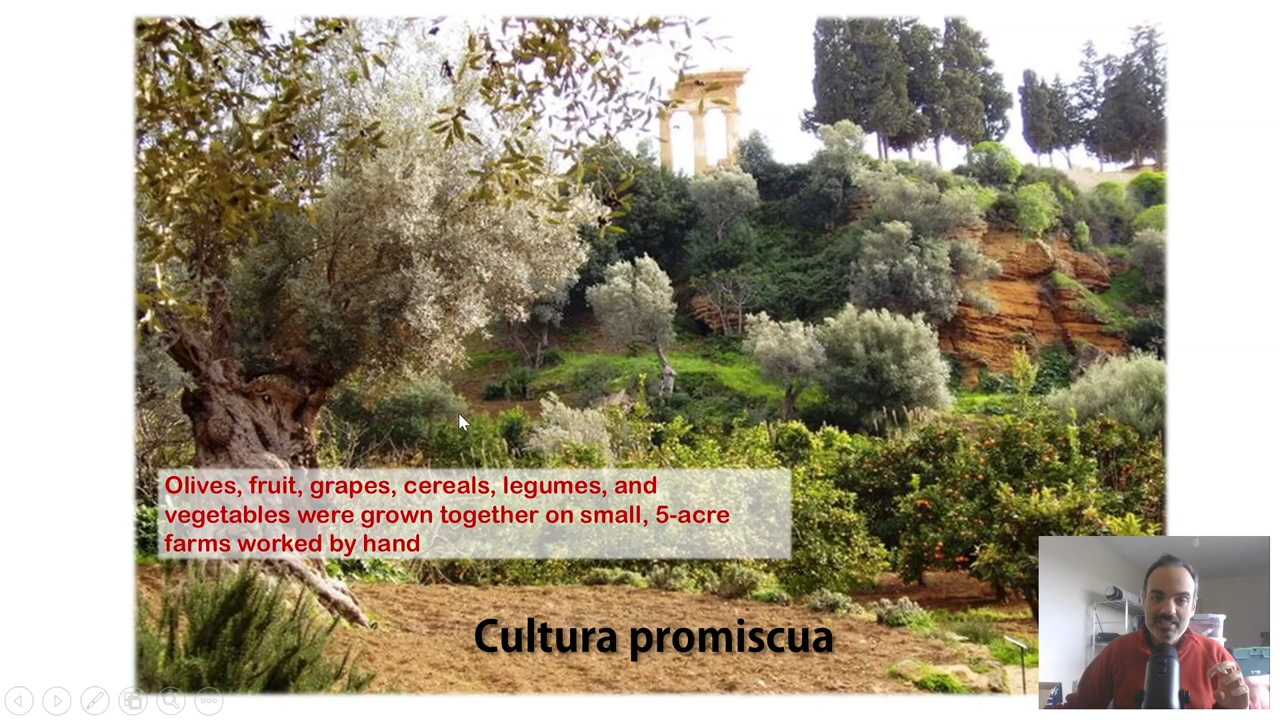 Olives, fruit, grapes, cereals, legumes, and
vegetables were grown together on small, 5-acre
farms worked by hand
Cultura promiscua